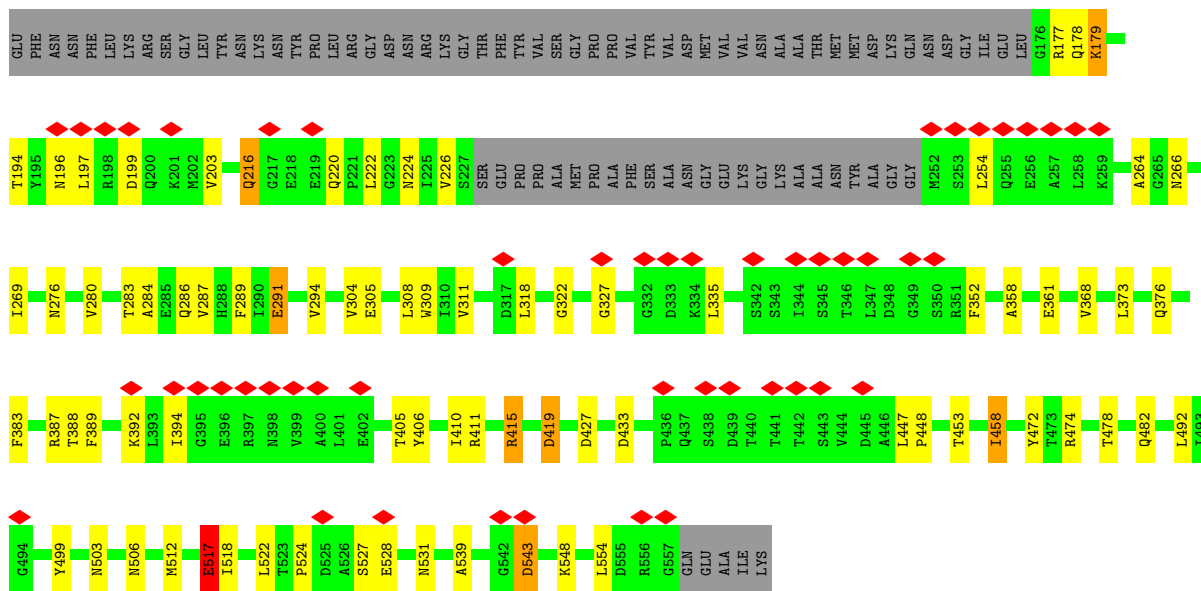 GLU PHE ASN ASN PHE LEU LYS ARG SER GLY LEU TYR ASN LYS ASN TYR PRO LEU ARG GLY ASP ASN ARG LYS GLY THR PHE TYR VAL SER GLY PRO PRO VAL TYR VAL ASP MET VAL VAL ASN ALA ALA THR MET MET ASP LYS GLN ASN ASP GLY ILE GLU LEU G176 R177 Q178 K179
T194 Y195 N196 L197 R198 D199 Q200 K201 M202 V203 Q216 G217 E218 E219 Q220 P221 L222 G223 N224 I225 V226 S227 SER GLU PRO PRO ALA MET PRO ALA PHE SER ALA ASN GLY GLU LYS GLY LYS ALA ALA ASN TYR ALA GLY GLY M252 S253 L254 Q255 E256 A257 L258 K259 A264 G265 N266
I269 N276 V280 T283 A284 E285 Q286 V287 H288 F289 I290 E291 V294 V304 E305 L308 W309 I310 V311 D317 L318 G322 G327 G332 D333 K334 L335 S342 S343 I344 S345 T346 L347 D348 G349 S350 R351 F352 A358 E361 V368 L373 Q376
F383 R387 T388 F389 K392 L393 I394 G395 E396 R397 N398 V399 A400 L401 E402 T405 Y406 I410 R411 R415 D419 D427 D433 P436 Q437 S438 D439 T440 T441 T442 S443 V444 D445 A446 L447 P448 T453 I458 Y472 T473 R474 T478 Q482 L492 I493
G494 Y499 N503 N506 M512 E517 I518 L522 T523 P524 D525 A526 S527 E528 N531 A539 G542 D543 K548 L554 D555 R556 G557 GLN GLU ALA ILE LYS